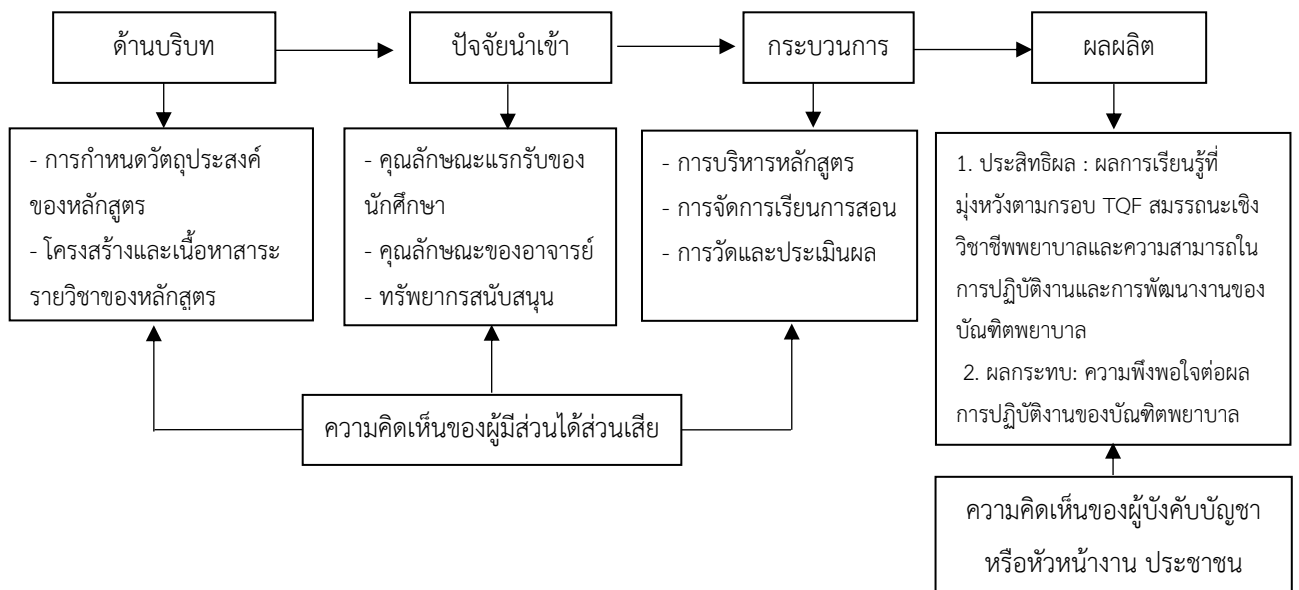 ด้านบริบท
ปัจจัยนำเข้า
กระบวนการ
ผลผลิต
- การกำหนดวัตถุประสงค์
ของหลักสูตร
- โครงสร้างและเนื้อหาสาระ
รายวิชาของหลักสูตร
- คุณลักษณะแรกรับของ
นักศึกษา
- คุณลักษณะของอาจารย์
- ทรัพยากรสนับสนุน
- การบริหารหลักสูตร
- การจัดการเรียนการสอน
- การวัดและประเมินผล
1. ประสิทธิผล : ผลการเรียนรู้ที่
มุ่งหวังตามกรอบ TQF สมรรถนะเชิง
วิชาชีพพยาบาลและความสามารถใน
การปฏิบัติงานและการพัฒนางานของ
บัณฑิตพยาบาล
2. ผลกระทบ: ความพึงพอใจต่อผล
การปฏิบัติงานของบัณฑิตพยาบาล
ความคิดเห็นของผู้มีส่วนได้ส่วนเสีย
ความคิดเห็นของผู้บังคับบัญชา
หรือหัวหน้างาน ประชาชน